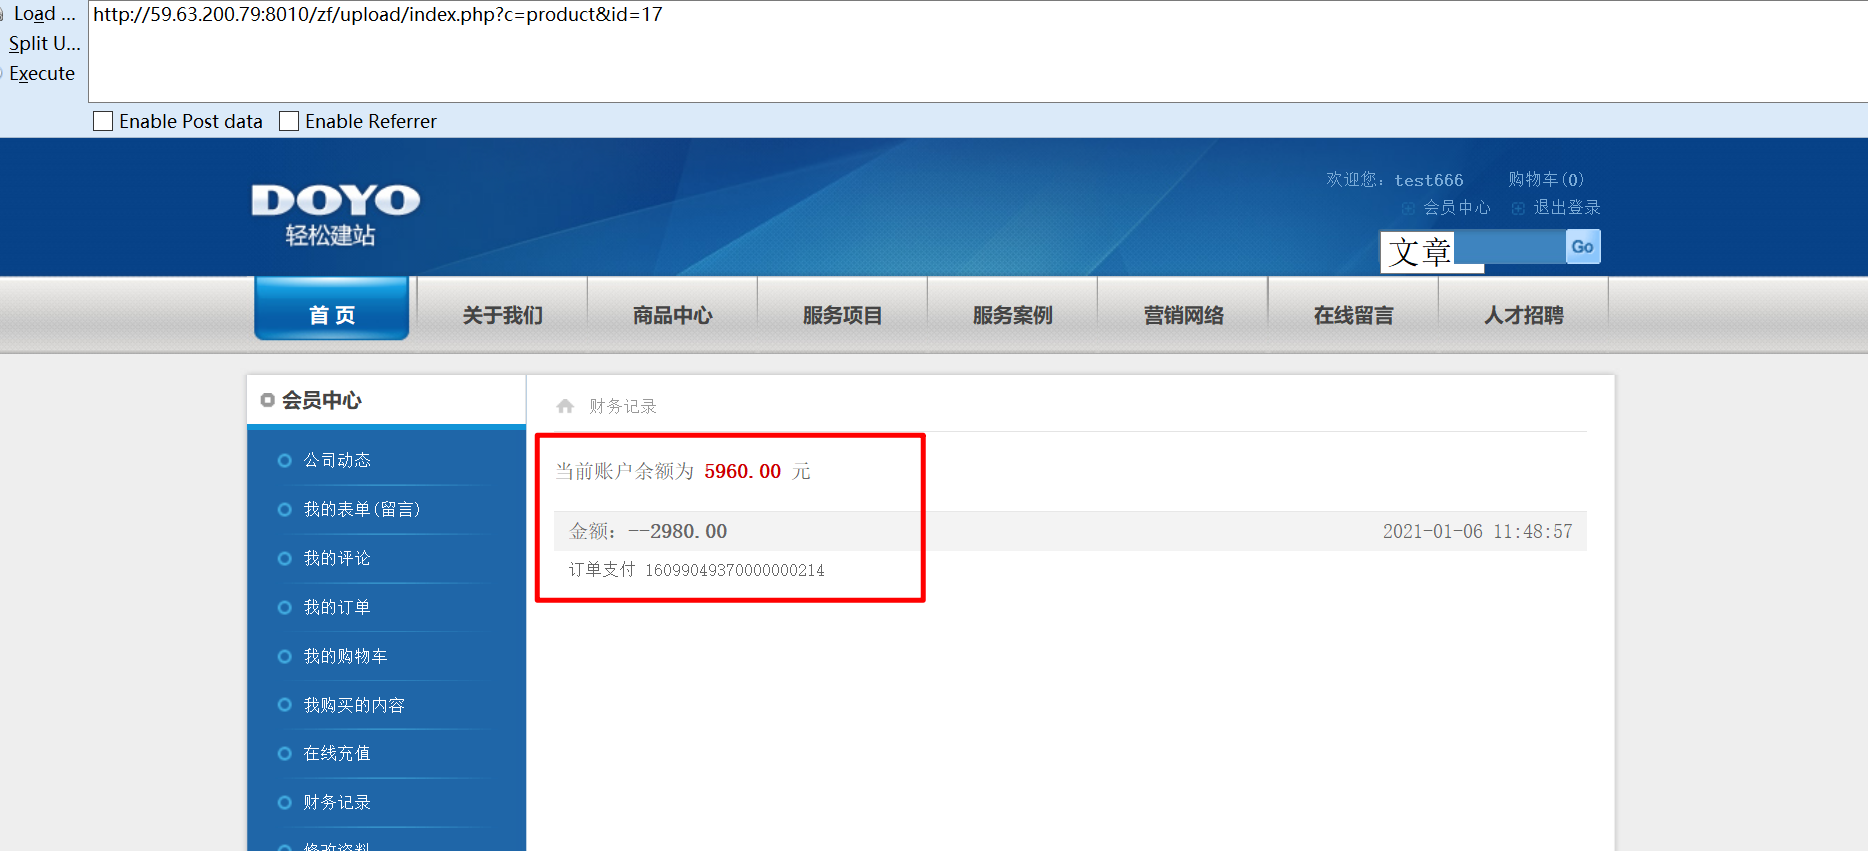 Load ...
http://59.63.200.79:8010/zf/upload/index.php?c=product&id=17
Split U...
Execute
Enable Post data Enable Referrer
DOYO
轻松建站
欢迎您：test666 购物车(0)
会员中心 退出登录
文章 Go
首 页 关于我们 商品中心 服务项目 服务案例 营销网络 在线留言 人才招聘
会员中心
财务记录
公司动态
我的表单(留言)
我的评论
我的订单
我的购物车
我购买的内容
在线充值
财务记录
修改资料
当前账户余额为 5960.00 元
金额：--2980.00 2021-01-06 11:48:57
订单支付 16099049370000000214